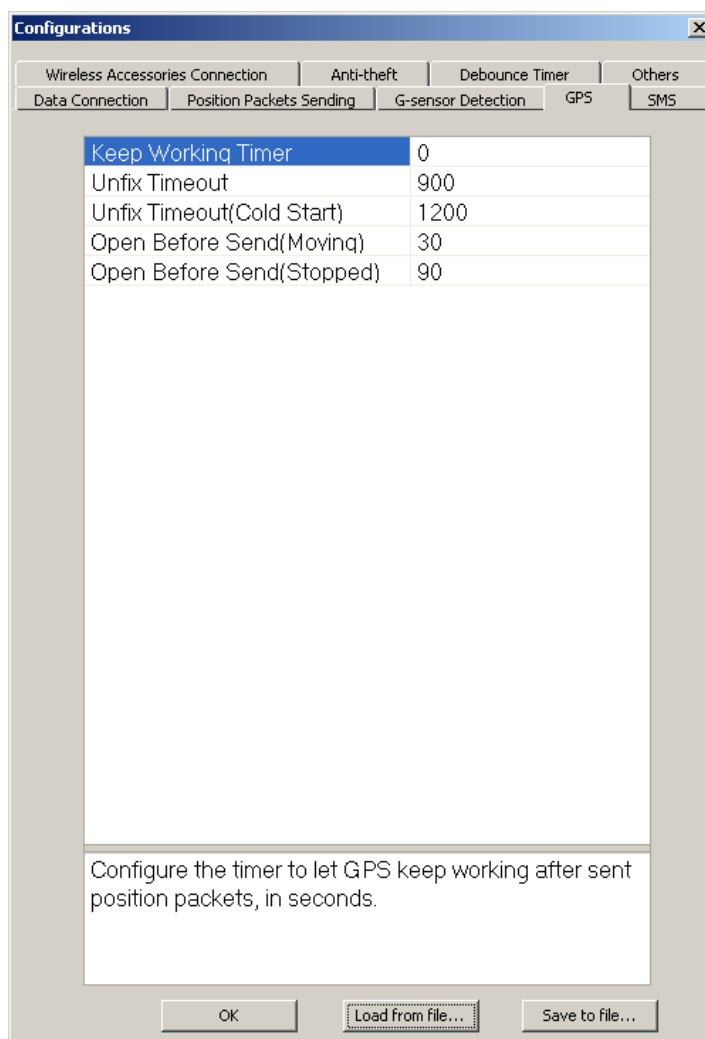 Configurations
Wireless Accessories Connection Anti-theft Debounce Timer Others
Data Connection Position Packets Sending G-sensor Detection GPS SMS
Keep Working Timer 0
Unfix Timeout 900
Unfix Timeout(Cold Start) 1200
Open Before Send(Moving) 30
Open Before Send(Stopped) 90
Configure the timer to let GPS keep working after sent
position packets, in seconds.
OK Load from file... Save to file...